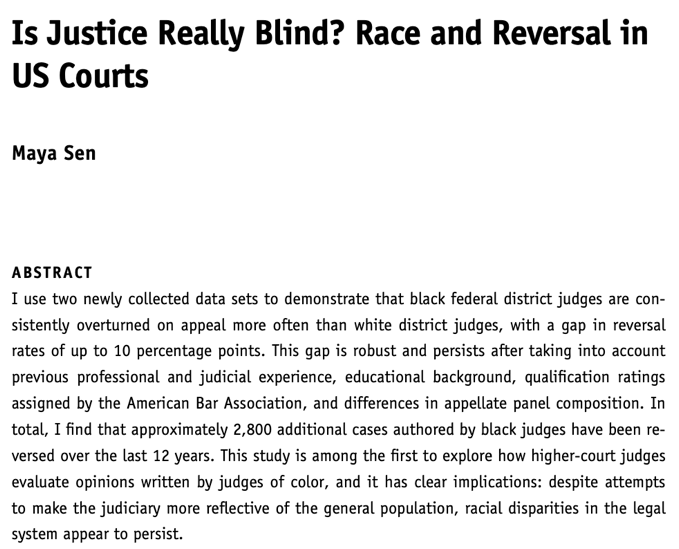 Is Justice Really Blind? Race and Reversal in
US Courts
Maya Sen
ABSTRACT
I use two newly collected data sets to demonstrate that black federal district judges are con-
sistently overturned on appeal more often than white district judges, with a gap in reversal
rates of up to 10 percentage points. This gap is robust and persists after taking into account
previous professional and judicial experience, educational background, qualification ratings
assigned by the American Bar Association, and differences in appellate panel composition. In
total, I find that approximately 2,800 additional cases authored by black judges have been re-
versed over the last 12 years. This study is among the first to explore how higher-court judges
evaluate opinions written by judges of color, and it has clear implications: despite attempts
to make the judiciary more reflective of the general population, racial disparities in the legal
system appear to persist.